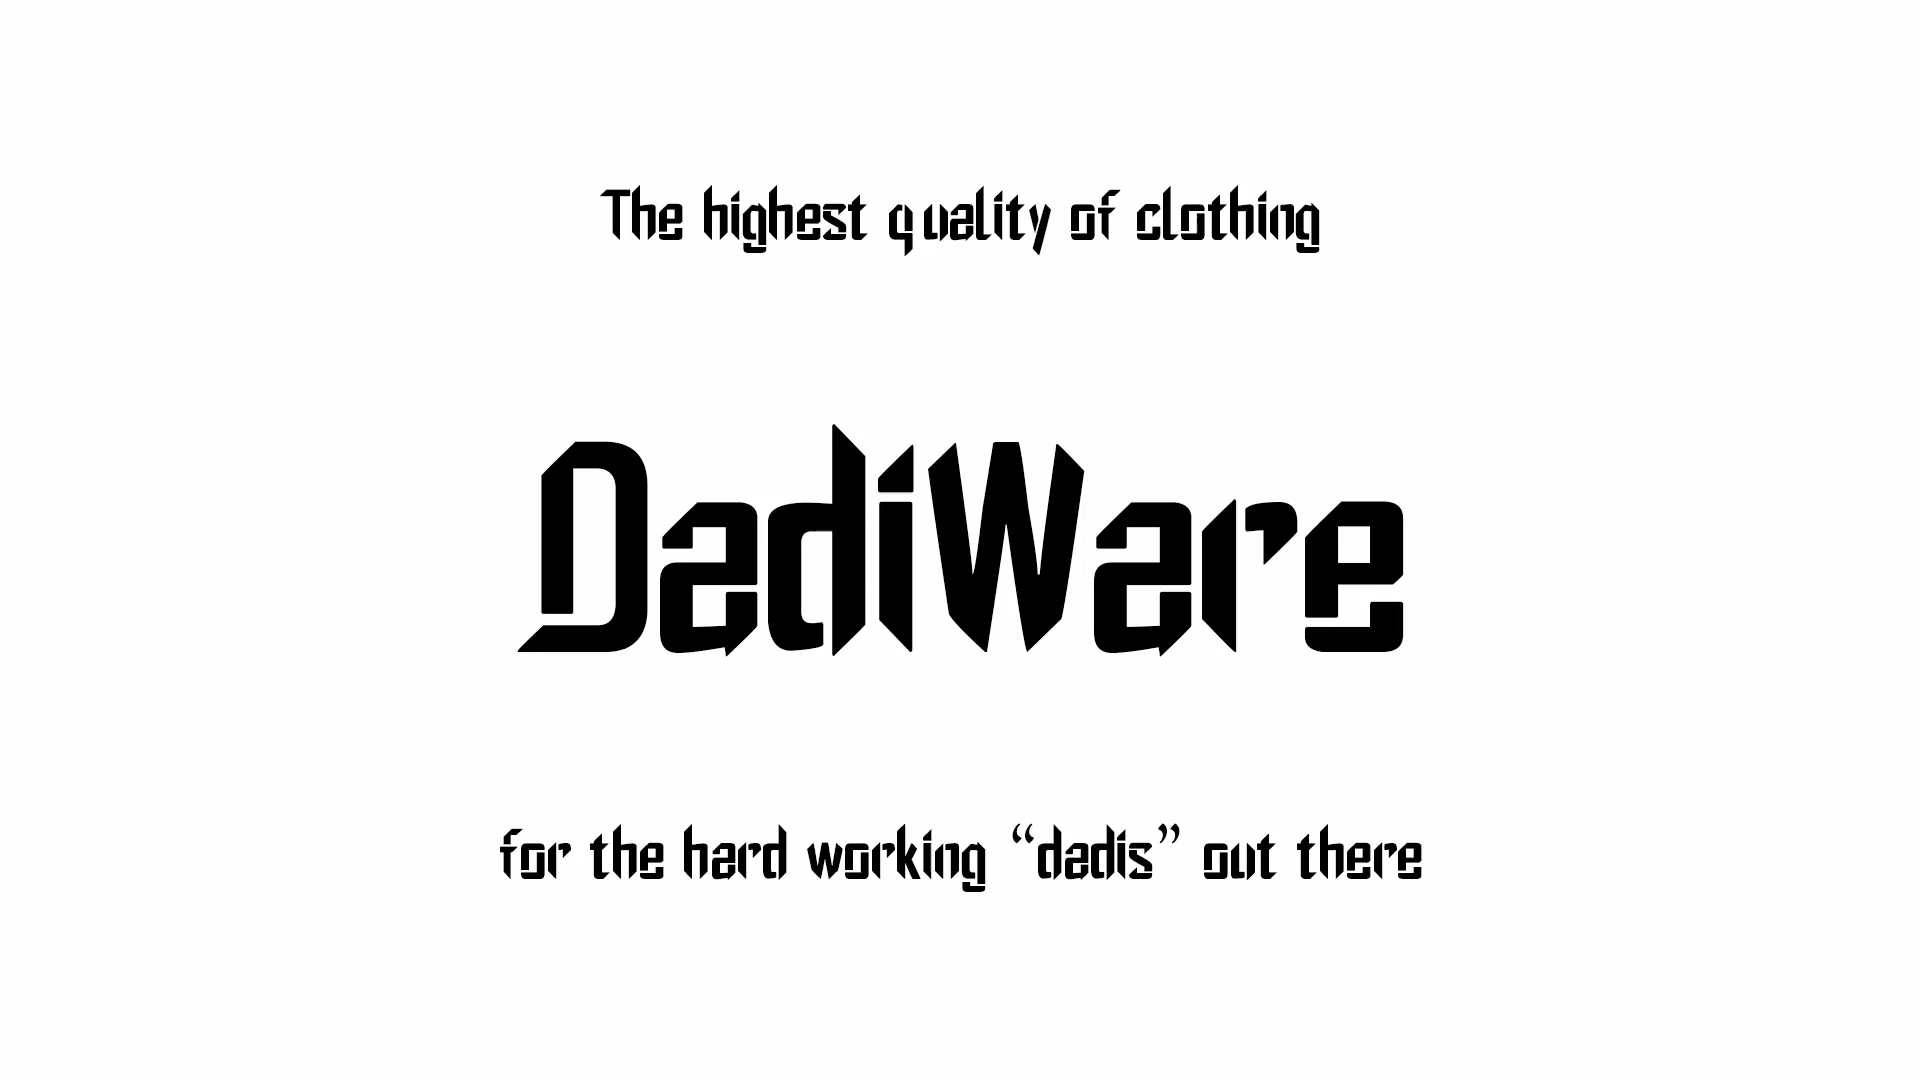 The highest quality of clothing
DadiWare
for the hard working “dadis” out there